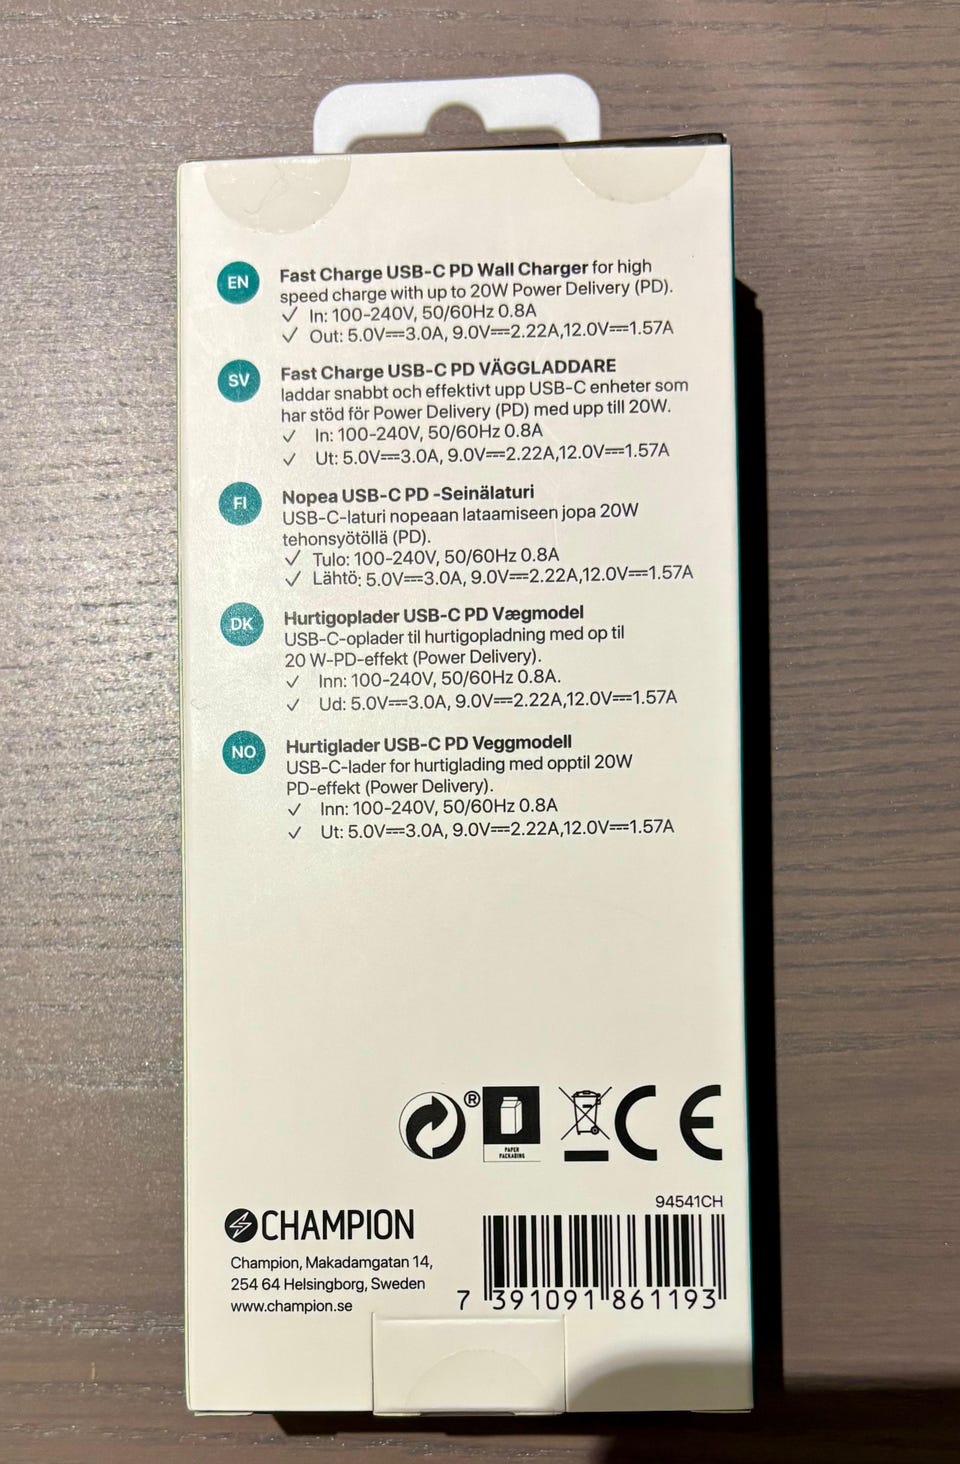 EN
Fast Charge USB-C PD Wall Charger for high
speed charge with up to 20W Power Delivery (PD).
✓ In: 100-240V, 50/60Hz 0.8A
✓ Out: 5.0V⎓3.0A, 9.0V⎓2.22A,12.0V⎓1.57A
SV
Fast Charge USB-C PD VÄGGLADDARE
laddar snabbt och effektivt upp USB-C enheter som
har stöd för Power Delivery (PD) med upp till 20W.
✓ In: 100-240V, 50/60Hz 0.8A
✓ Ut: 5.0V⎓3.0A, 9.0V⎓2.22A,12.0V⎓1.57A
FI
Nopea USB-C PD -Seinälaturi
USB-C-laturi nopeaan lataamiseen jopa 20W
tehonsyötöllä (PD).
✓ Tulo: 100-240V, 50/60Hz 0.8A
✓ Lähtö: 5.0V⎓3.0A, 9.0V⎓2.22A,12.0V⎓1.57A
DK
Hurtigoplader USB-C PD Vægmodel
USB-C-oplader til hurtigopladning med op til
20 W-PD-effekt (Power Delivery).
✓ Inn: 100-240V, 50/60Hz 0.8A.
✓ Ud: 5.0V⎓3.0A, 9.0V⎓2.22A,12.0V⎓1.57A
NO
Hurtiglader USB-C PD Veggmodell
USB-C-lader for hurtiglading med opptil 20W
PD-effekt (Power Delivery).
✓ Inn: 100-240V, 50/60Hz 0.8A
✓ Ut: 5.0V⎓3.0A, 9.0V⎓2.22A,12.0V⎓1.57A
®
PAPER
PACKAGING
CE
CHAMPION
Champion, Makadamgatan 14,
254 64 Helsingborg, Sweden
www.champion.se
94541CH
7 391091 861193